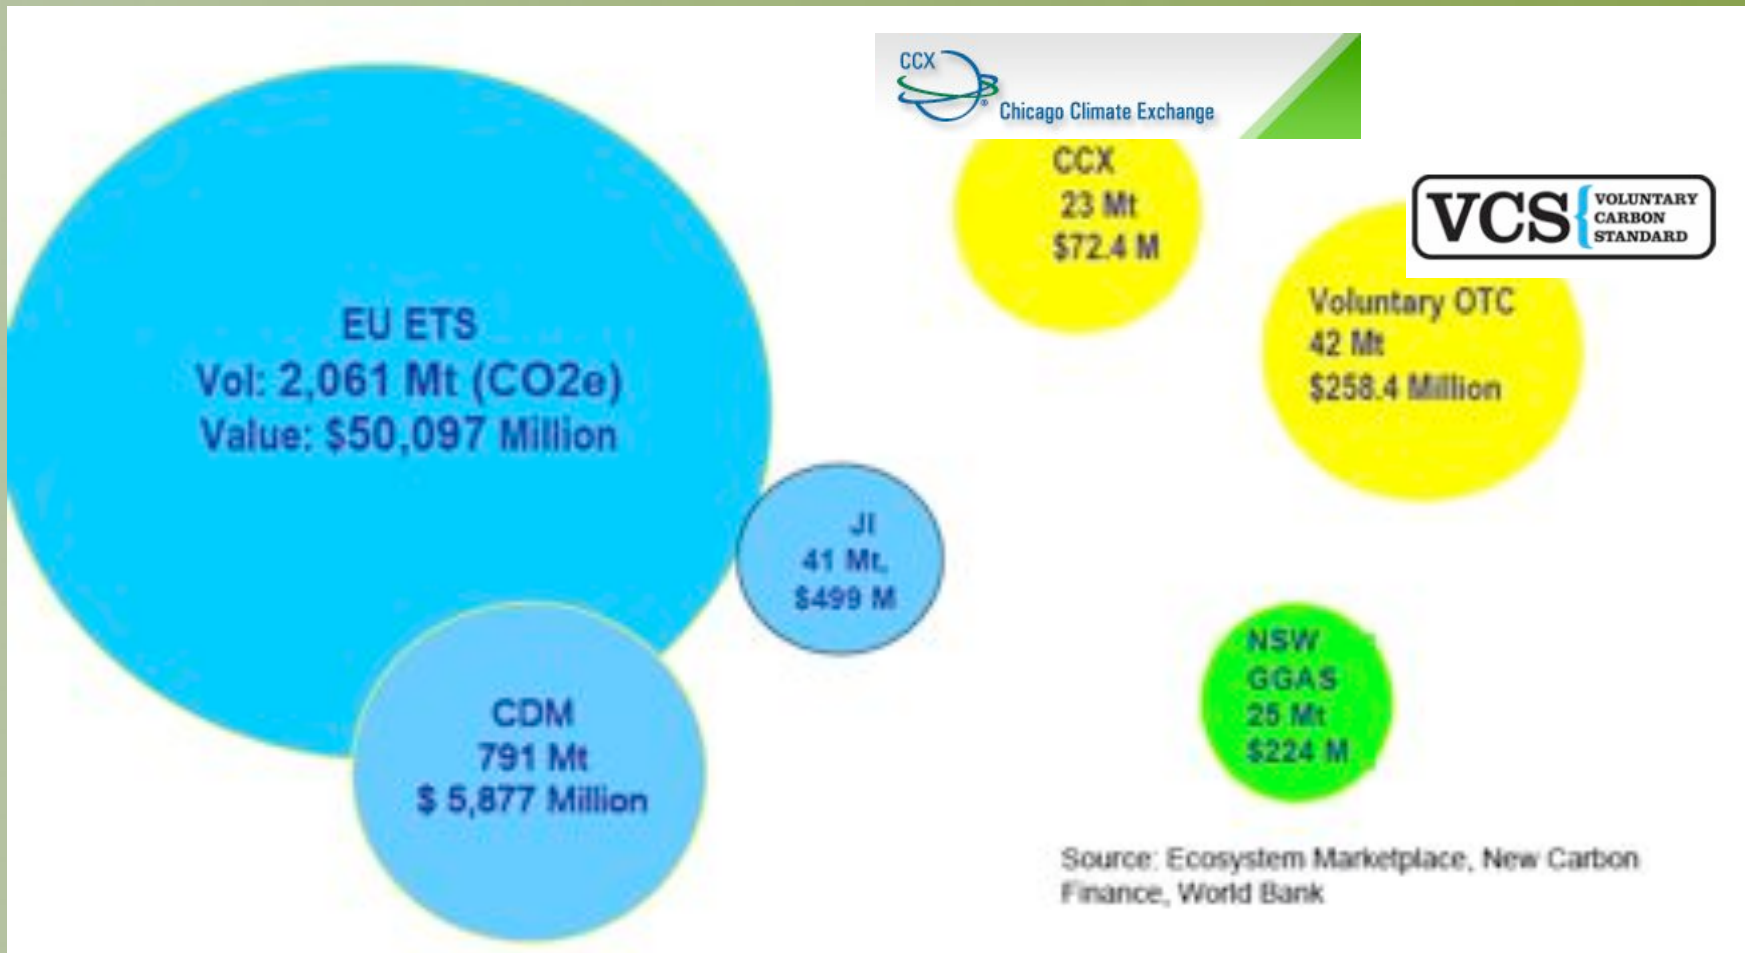 CCX
Chicago Climate Exchange
CCX
23 Mt
$72.4 M
VCS{ VOLUNTARY
CARBON
STANDARD
Voluntary OTC
42 Mt
$258.4 Million
EU ETS
Vol: 2,061 Mt (CO2e)
Value: $50,097 Million
JI
41 Mt,
$499 M
CDM
791 Mt
$ 5,877 Million
NSW
GGAS
25 Mt
$224 M
Source: Ecosystem Marketplace, New Carbon
Finance, World Bank